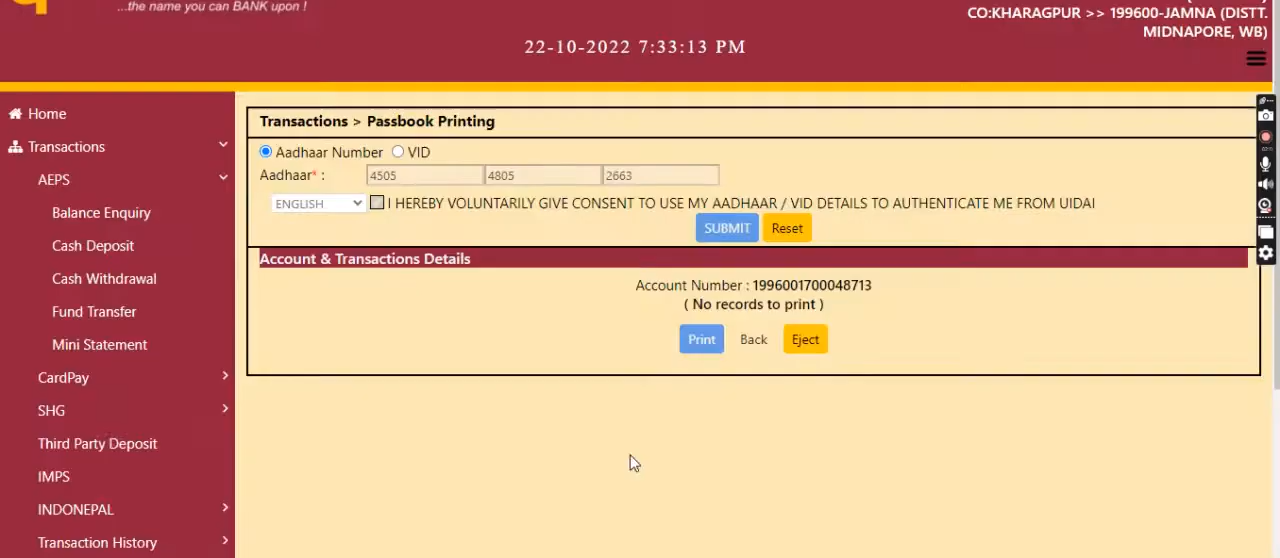 ...the name you can BANK upon !
CO:KHARAGPUR >> 199600-JAMNA (DISTT.
MIDNAPORE, WB)
22-10-2022 7:33:13 PM
Home
Transactions
AEPS
Balance Enquiry
Cash Deposit
Cash Withdrawal
Fund Transfer
Mini Statement
CardPay
SHG
Third Party Deposit
IMPS
INDONEPAL
Transaction History
Transactions > Passbook Printing
Aadhaar Number VID
Aadhaar* : 4505 4805 2663
ENGLISH I HEREBY VOLUNTARILY GIVE CONSENT TO USE MY AADHAAR / VID DETAILS TO AUTHENTICATE ME FROM UIDAI
SUBMIT Reset
Account & Transactions Details
Account Number : 1996001700048713
( No records to print )
Print Back Eject